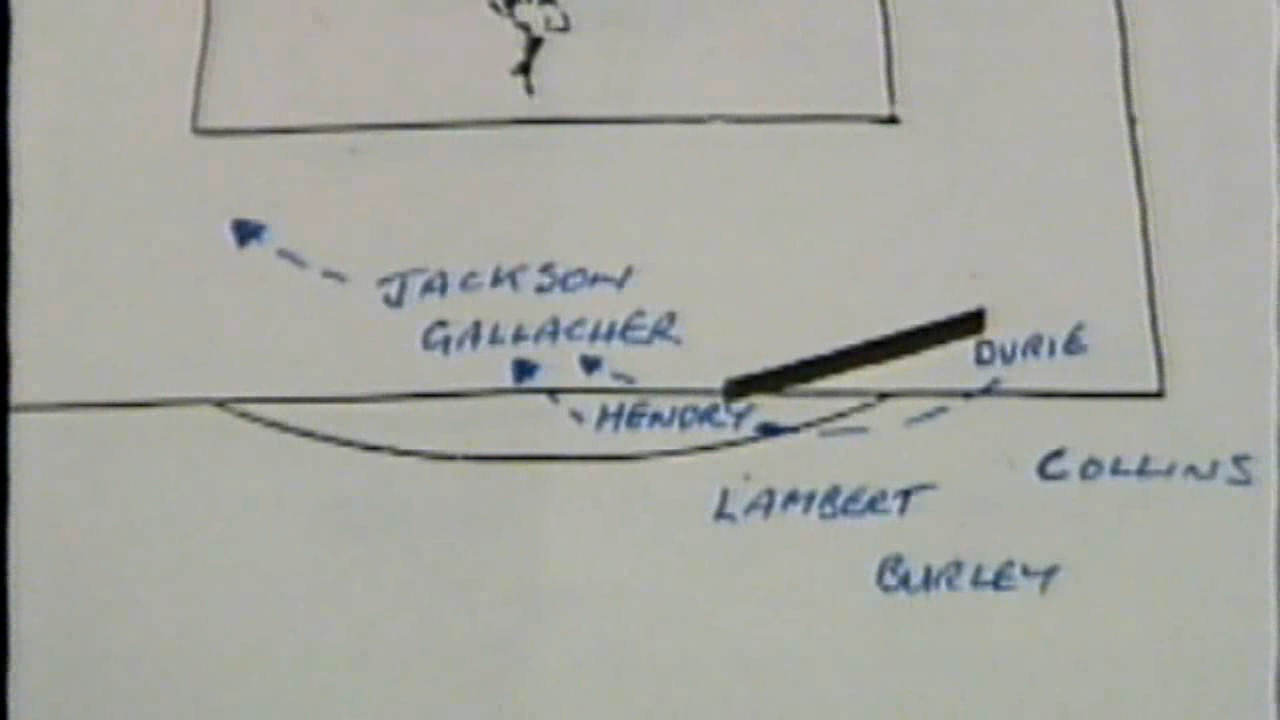 JACKSON
GALLACHER
DURIE
HENDRY
COLLINS
LAMBERT
BURLEY